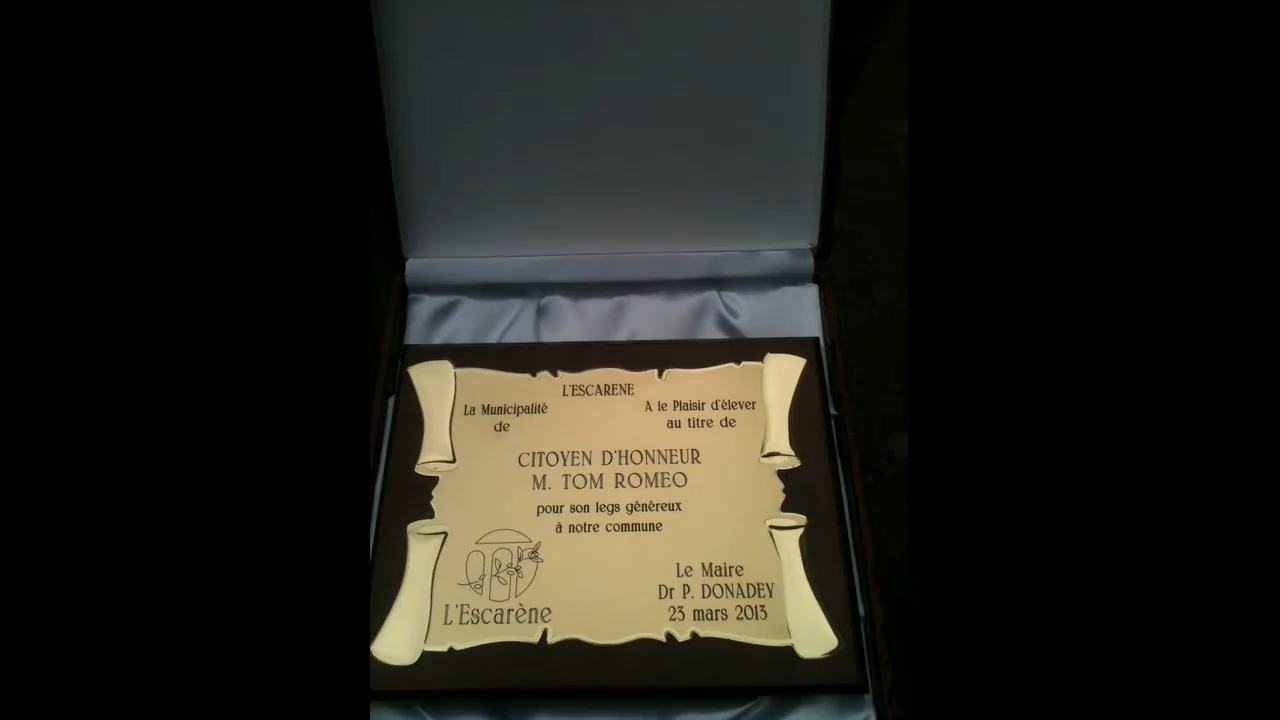 L'ESCARENE
La Municipalité
de
A le Plaisir d'élever
au titre de
CITOYEN D'HONNEUR
M. TOM ROMEO
pour son legs généreux
à notre commune
L'Escarène
Le Maire
Dr P. DONADEY
23 mars 2013